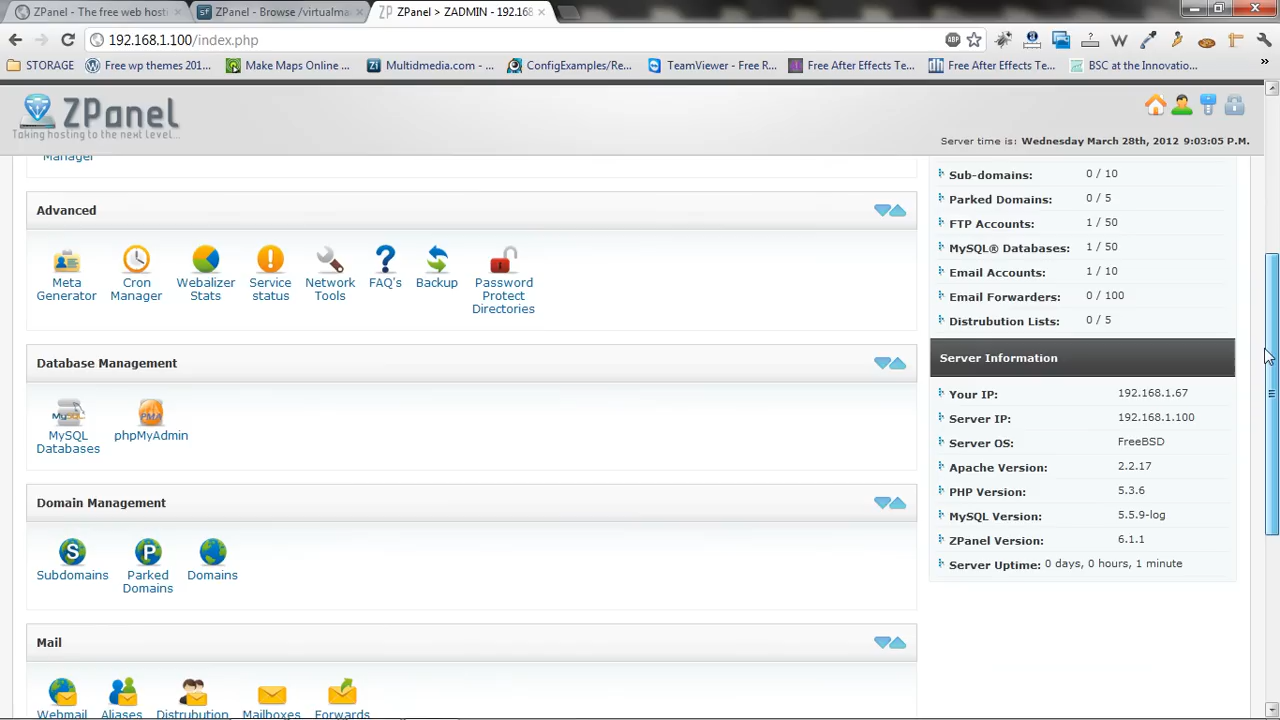 ZPanel - The free web host
ZPanel - Browse /virtualma
ZPanel > ZADMIN - 192.168
192.168.1.100/index.php
ABP
W
STORAGE
Free wp themes 201...
Make Maps Online ...
Multidmedia.com - ...
ConfigExamples/Re...
TeamViewer - Free R...
Free After Effects Te...
Free After Effects Te...
BSC at the Innovatio...
ZPanel
Taking hosting to the next level...
Server time is: Wednesday March 28th, 2012 9:03:05 P.M.
Manager
Advanced
Meta Generator
Cron Manager
Webalizer Stats
Service status
Network Tools
FAQ's
Backup
Password Protect Directories
Database Management
MySQL Databases
phpMyAdmin
Domain Management
Subdomains
Parked Domains
Domains
Mail
Webmail
Aliases
Distrubution
Mailboxes
Forwards
Sub-domains: 0 / 10
Parked Domains: 0 / 5
FTP Accounts: 1 / 50
MySQL® Databases: 1 / 50
Email Accounts: 1 / 10
Email Forwarders: 0 / 100
Distrubution Lists: 0 / 5
Server Information
Your IP: 192.168.1.67
Server IP: 192.168.1.100
Server OS: FreeBSD
Apache Version: 2.2.17
PHP Version: 5.3.6
MySQL Version: 5.5.9-log
ZPanel Version: 6.1.1
Server Uptime: 0 days, 0 hours, 1 minute